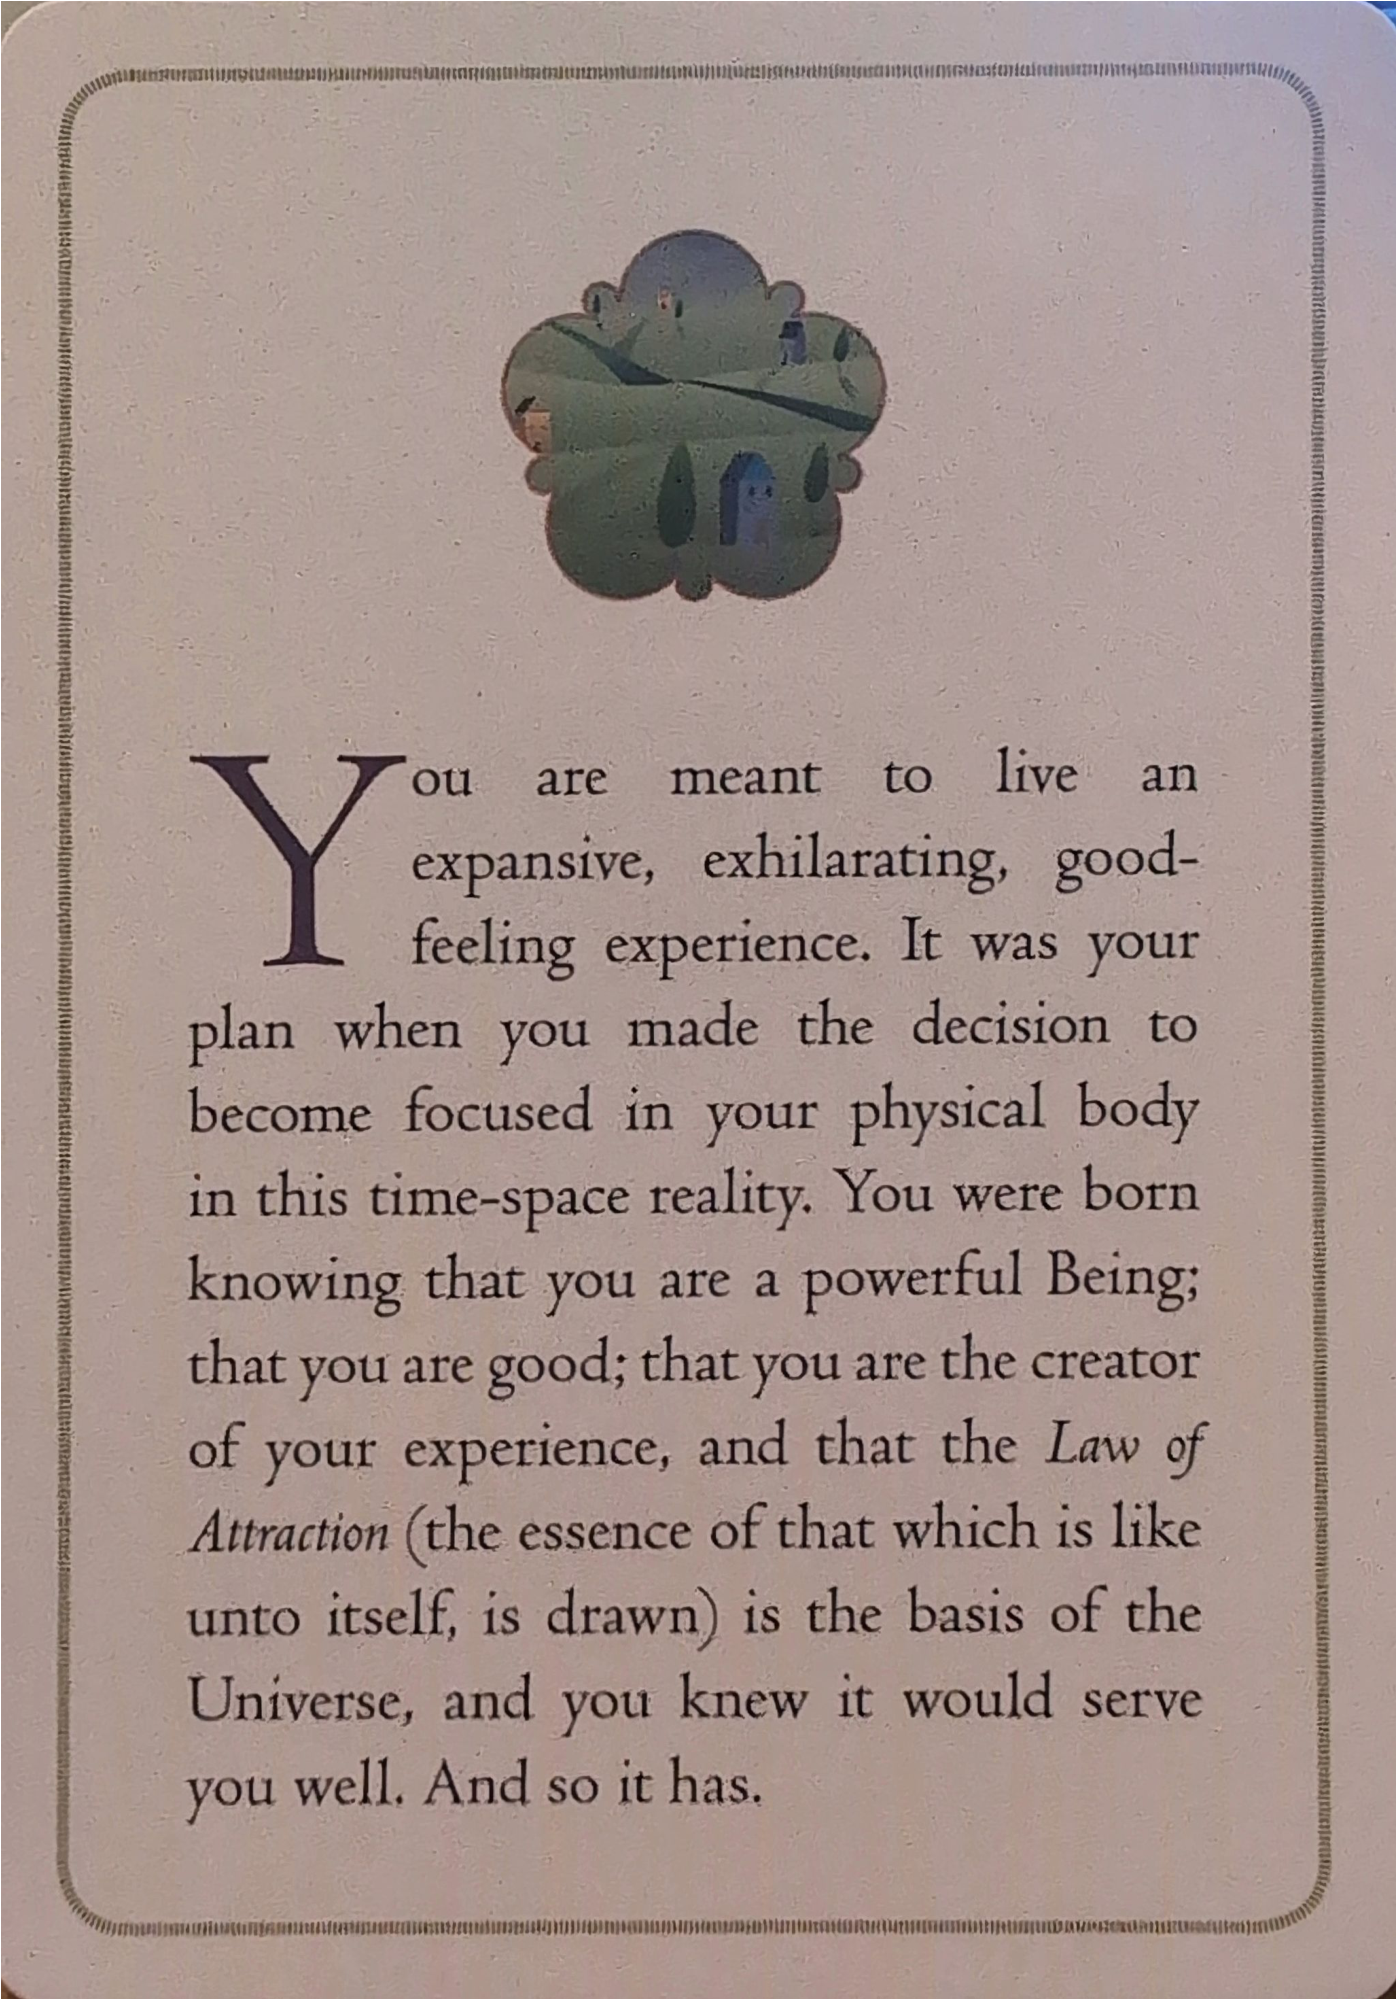 You are meant to live an
expansive, exhilarating, good-
feeling experience. It was your
plan when you made the decision to
become focused in your physical body
in this time-space reality. You were born
knowing that you are a powerful Being;
that you are good; that you are the creator
of your experience, and that the Law of
Attraction (the essence of that which is like
unto itself, is drawn) is the basis of the
Universe, and you knew it would serve
you well. And so it has.